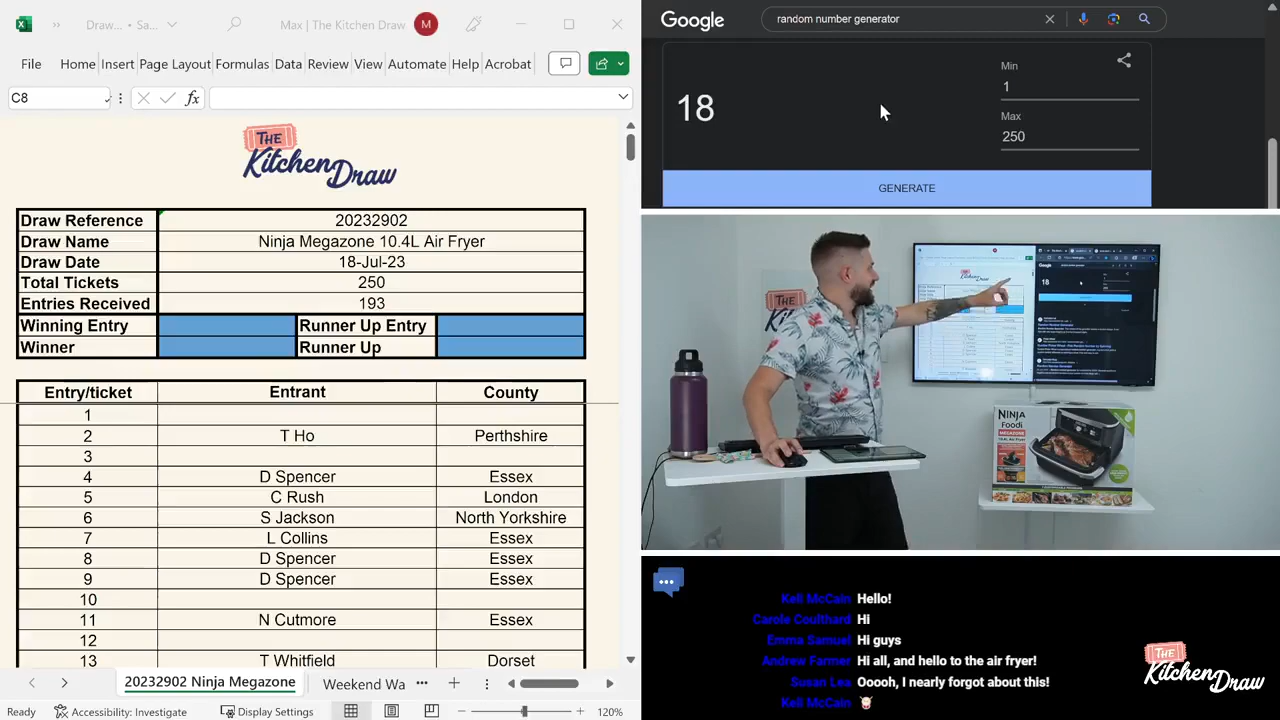 Draw... • Sa...
Max | The Kitchen Draw
M
File Home Insert Page Layout Formulas Data Review View Automate Help Acrobat
C8
fx
THE
Kitchen Draw
Draw Reference 20232902
Draw Name Ninja Megazone 10.4L Air Fryer
Draw Date 18-Jul-23
Total Tickets 250
Entries Received 193
Winning Entry Runner Up Entry
Winner Runner Up
Entry/ticket Entrant County
1
2 T Ho Perthshire
3
4 D Spencer Essex
5 C Rush London
6 S Jackson North Yorkshire
7 L Collins Essex
8 D Spencer Essex
9 D Spencer Essex
10
11 N Cutmore Essex
12
13 T Whitfield Dorset
20232902 Ninja Megazone
Weekend Wa ...
Ready
Accessibility: Investigate
Display Settings
120%
Google
random number generator
18
Min
1
Max
250
GENERATE
THE
NINJA
Foodi
MEGAZONE
Kell McCain Hello!
Carole Coulthard Hi
Emma Samuel Hi guys
Andrew Farmer Hi all, and hello to the air fryer!
Susan Lea Ooooh, I nearly forgot about this!
Kell McCain
THE
Kitchen Draw